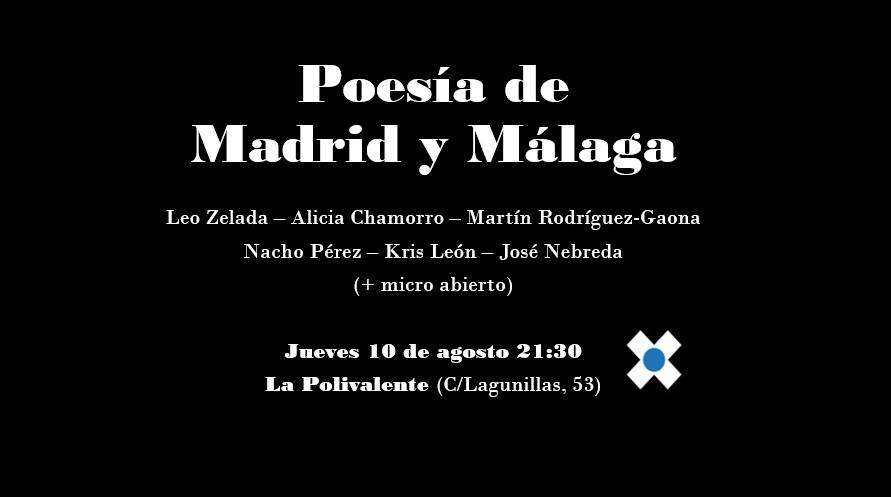 Poesía de
Madrid y Málaga
Leo Zelada – Alicia Chamorro – Martín Rodríguez-Gaona
Nacho Pérez – Kris León – José Nebreda
(+ micro abierto)
Jueves 10 de agosto 21:30
La Polivalente (C/Lagunillas, 53)